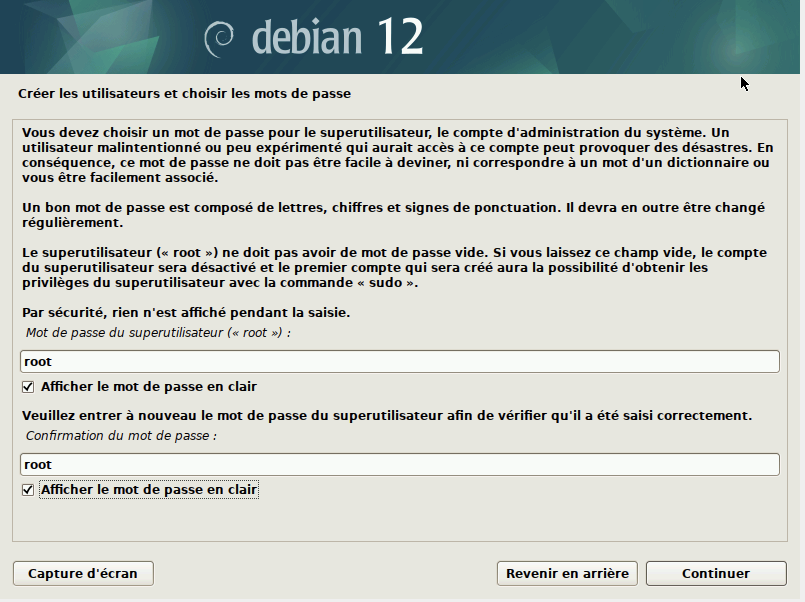 debian 12
Créer les utilisateurs et choisir les mots de passe
Vous devez choisir un mot de passe pour le superutilisateur, le compte d'administration du système. Un
utilisateur malintentionné ou peu expérimenté qui aurait accès à ce compte peut provoquer des désastres. En
conséquence, ce mot de passe ne doit pas être facile à deviner, ni correspondre à un mot d'un dictionnaire ou
vous être facilement associé.
Un bon mot de passe est composé de lettres, chiffres et signes de ponctuation. Il devra en outre être changé
régulièrement.
Le superutilisateur (« root ») ne doit pas avoir de mot de passe vide. Si vous laissez ce champ vide, le compte
du superutilisateur sera désactivé et le premier compte qui sera créé aura la possibilité d'obtenir les
privilèges du superutilisateur avec la commande « sudo ».
Par sécurité, rien n'est affiché pendant la saisie.
Mot de passe du superutilisateur (« root ») :
root
Afficher le mot de passe en clair
Veuillez entrer à nouveau le mot de passe du superutilisateur afin de vérifier qu'il a été saisi correctement.
Confirmation du mot de passe :
root
Afficher le mot de passe en clair
Capture d'écran
Revenir en arrière
Continuer